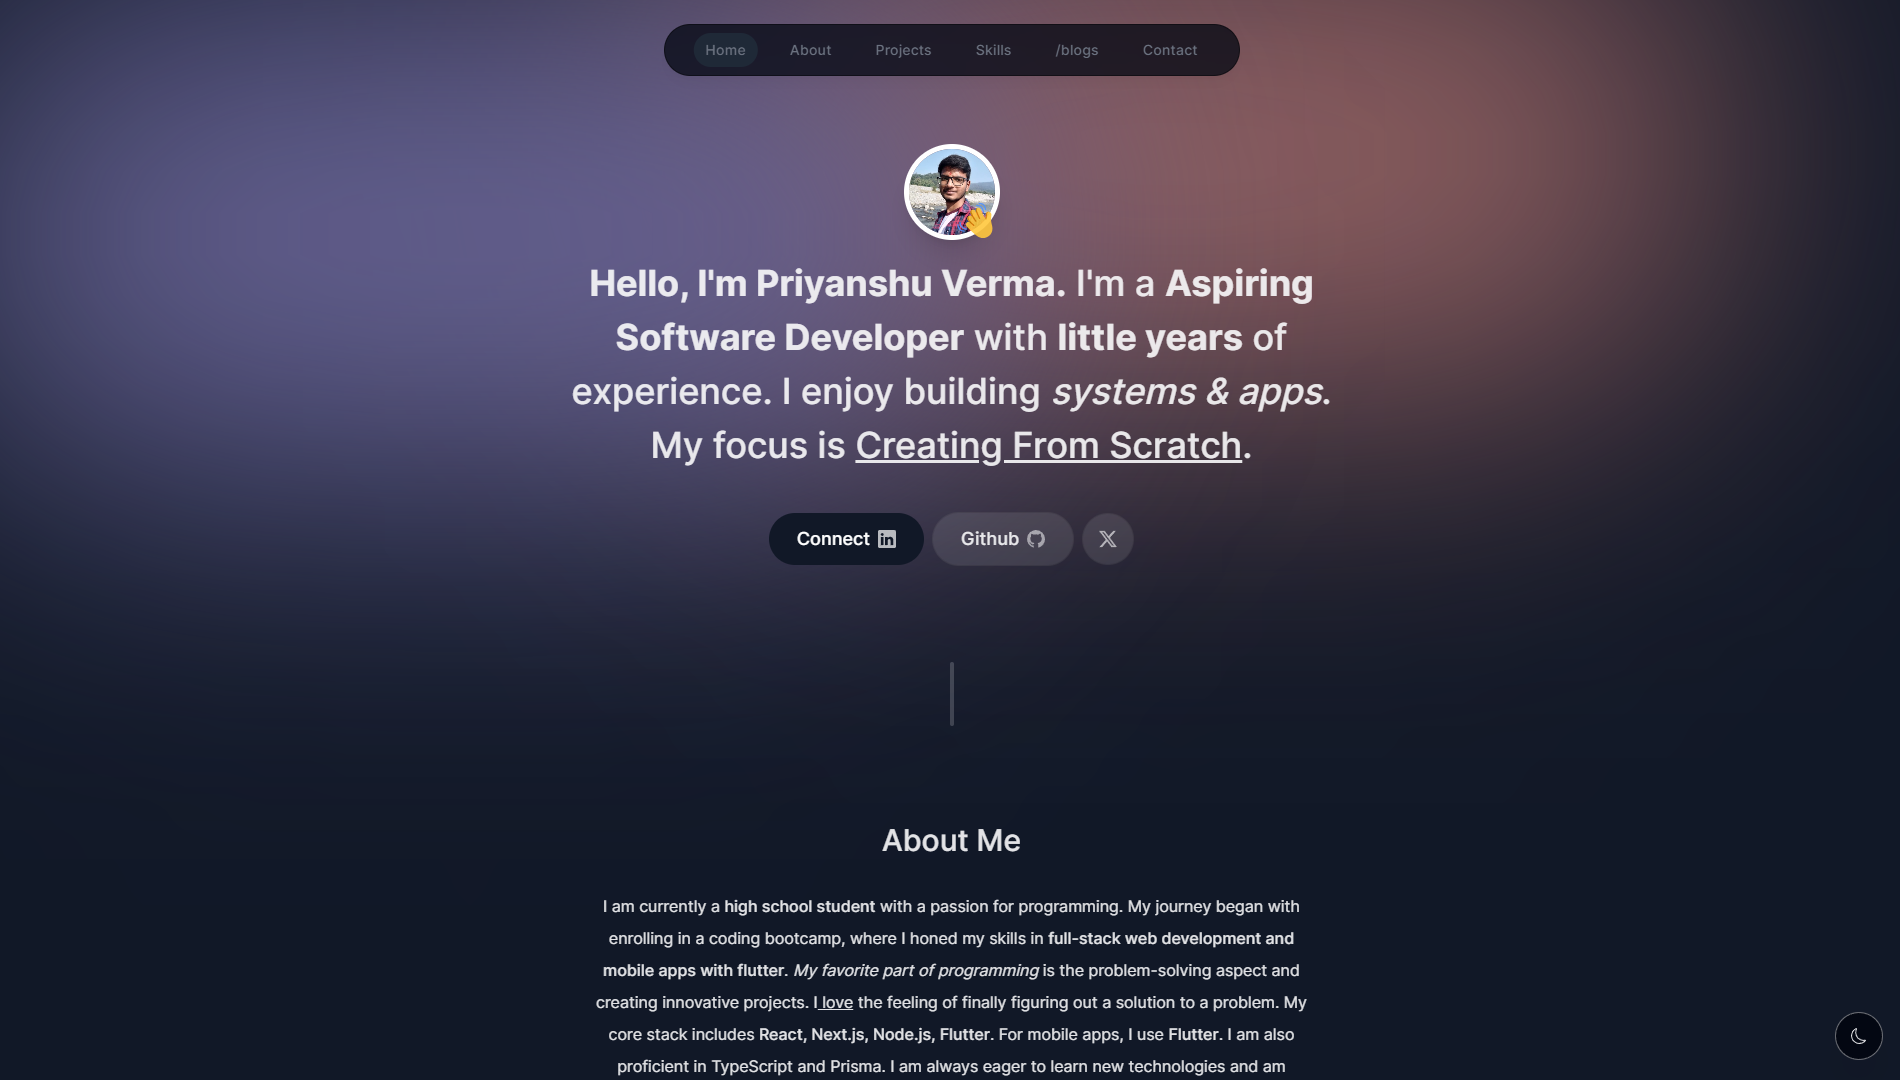 Home About Projects Skills /blogs Contact
Hello, I'm Priyanshu Verma. I'm a Aspiring
Software Developer with little years of
experience. I enjoy building systems & apps.
My focus is Creating From Scratch.
Connect Github
About Me
I am currently a high school student with a passion for programming. My journey began with
enrolling in a coding bootcamp, where I honed my skills in full-stack web development and
mobile apps with flutter. My favorite part of programming is the problem-solving aspect and
creating innovative projects. I love the feeling of finally figuring out a solution to a problem. My
core stack includes React, Next.js, Node.js, Flutter. For mobile apps, I use Flutter. I am also
proficient in TypeScript and Prisma. I am always eager to learn new technologies and am